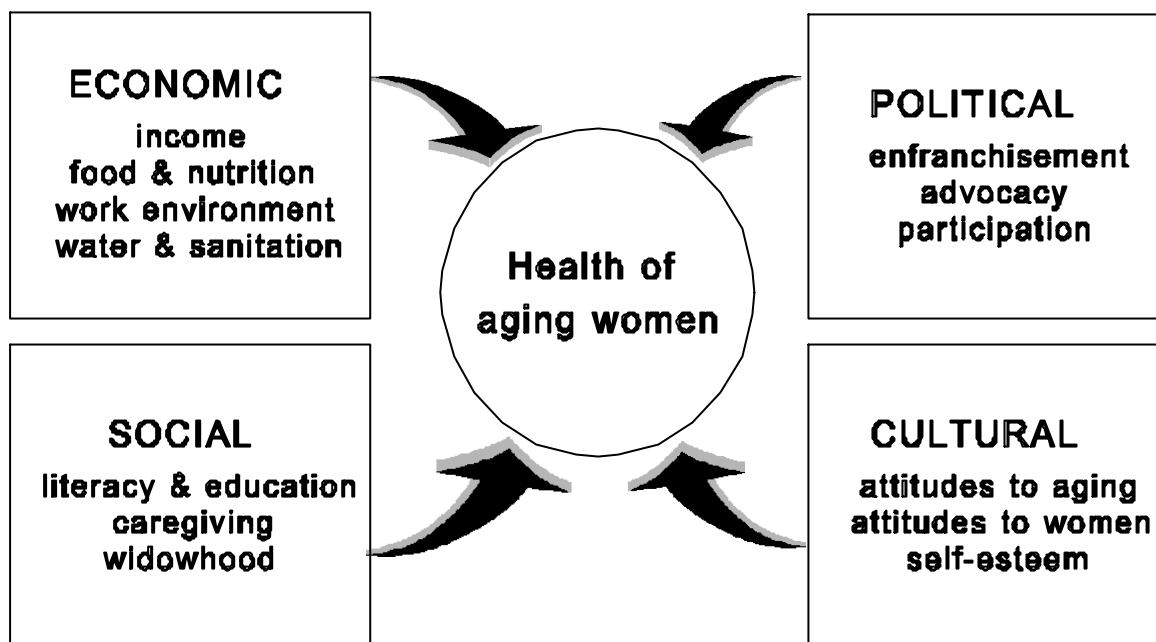 ECONOMIC
income
food & nutrition
work environment
water & sanitation
POLITICAL
enfranchisement
advocacy
participation
Health of
aging women
SOCIAL
literacy & education
caregiving
widowhood
CULTURAL
attitudes to aging
attitudes to women
self-esteem